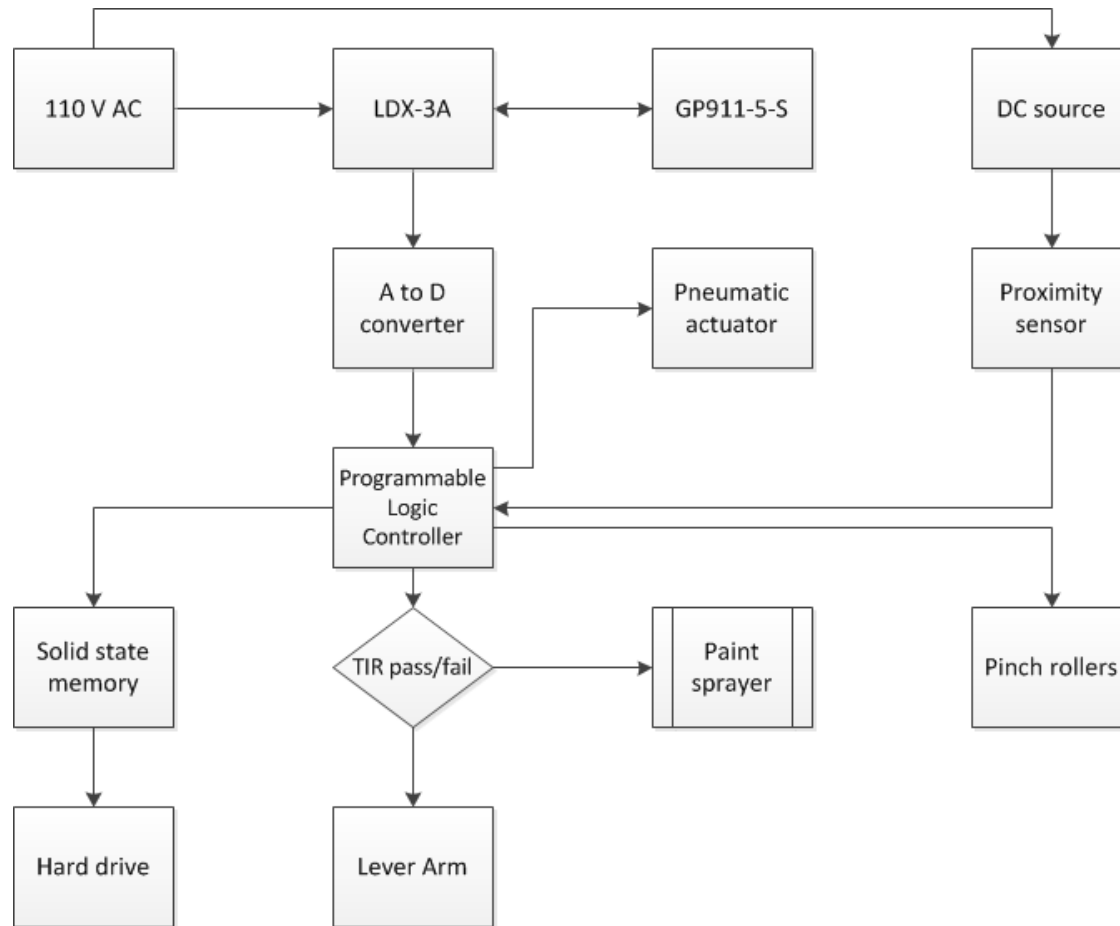 110 V AC
LDX-3A
GP911-5-S
DC source
A to D
converter
Pneumatic
actuator
Proximity
sensor
Programmable
Logic
Controller
Solid state
memory
TIR pass/fail
Paint
sprayer
Pinch rollers
Hard drive
Lever Arm